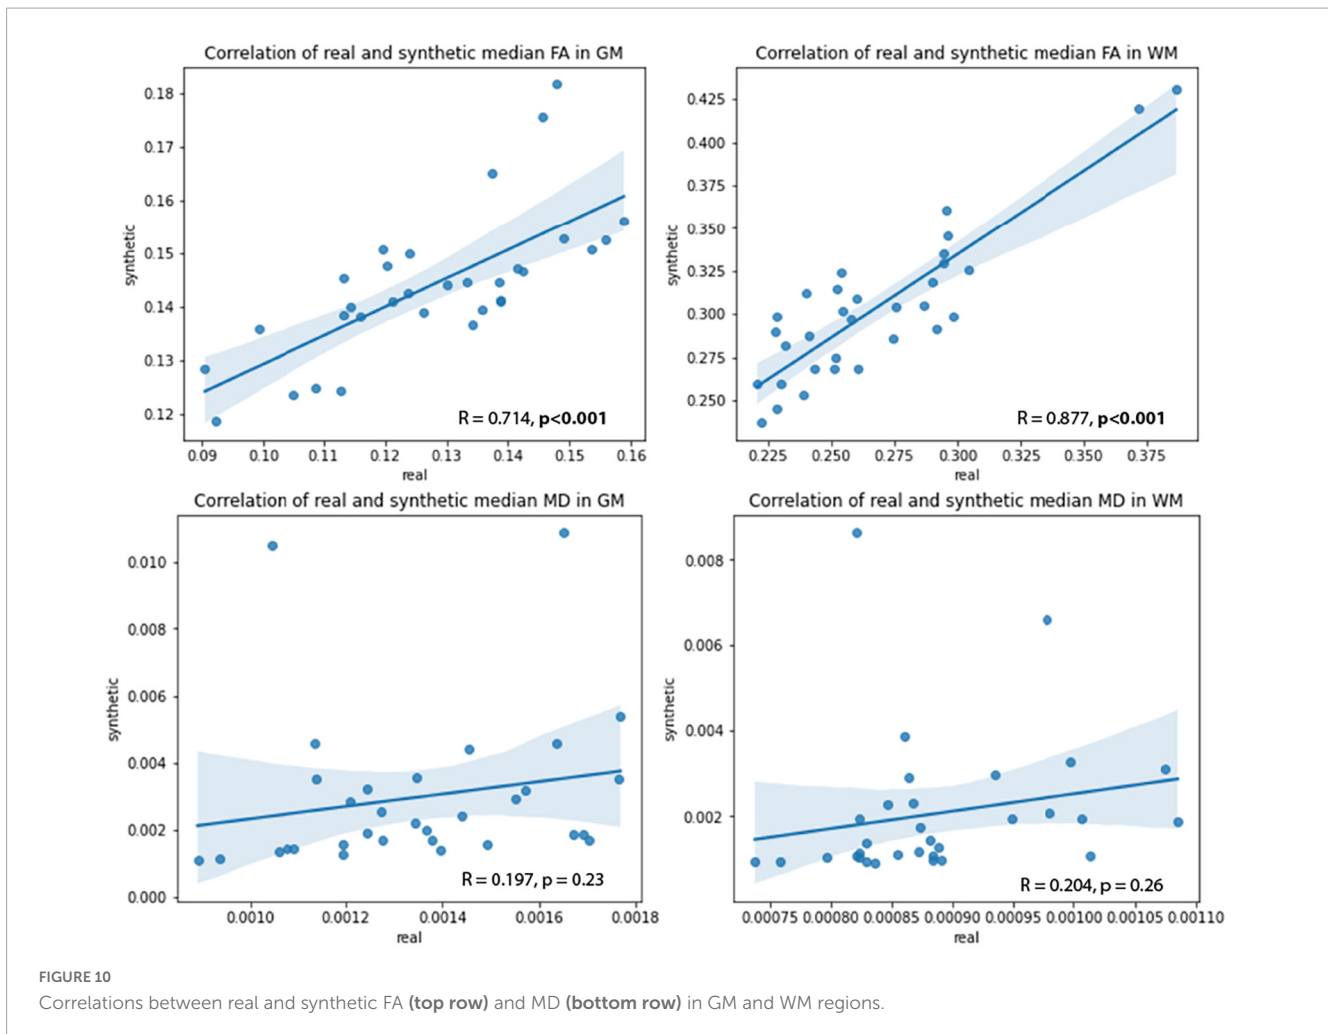 Correlation of real and synthetic median FA in GM
0.18
0.17
0.16
0.15
0.14
0.13
0.12
synthetic
R = 0.714, p<0.001
0.09 0.10 0.11 0.12 0.13 0.14 0.15 0.16
real
Correlation of real and synthetic median FA in WM
0.425
0.400
0.375
0.350
0.325
0.300
0.275
0.250
synthetic
R = 0.877, p<0.001
0.225 0.250 0.275 0.300 0.325 0.350 0.375
real
Correlation of real and synthetic median MD in GM
0.010
0.008
0.006
0.004
0.002
0.000
synthetic
R = 0.197, p = 0.23
0.0010 0.0012 0.0014 0.0016 0.0018
real
Correlation of real and synthetic median MD in WM
0.008
0.006
0.004
0.002
synthetic
R = 0.204, p = 0.26
0.00075 0.00080 0.00085 0.00090 0.00095 0.00100 0.00105 0.00110
real
FIGURE 10
Correlations between real and synthetic FA (top row) and MD (bottom row) in GM and WM regions.